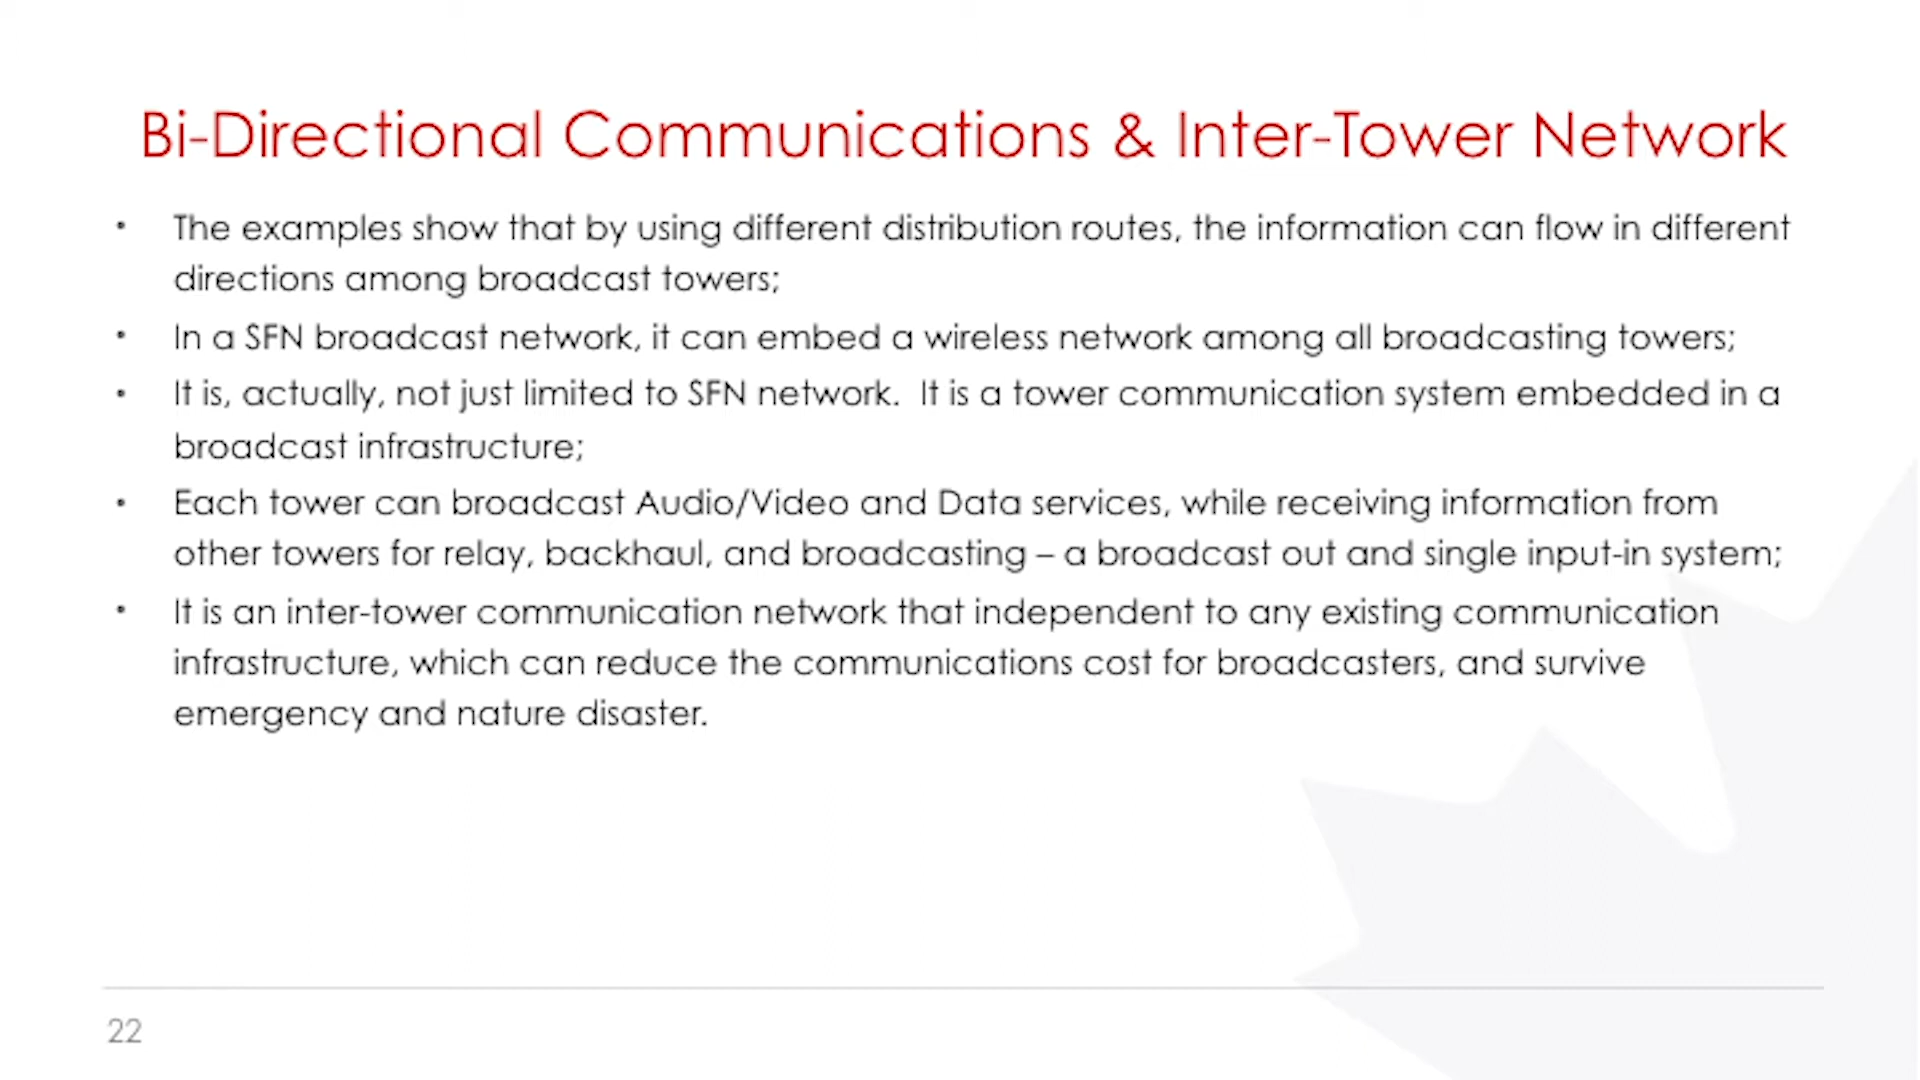 Bi-Directional Communications & Inter-Tower Network
• The examples show that by using different distribution routes, the information can flow in different
directions among broadcast towers;
• In a SFN broadcast network, it can embed a wireless network among all broadcasting towers;
• It is, actually, not just limited to SFN network.  It is a tower communication system embedded in a
broadcast infrastructure;
• Each tower can broadcast Audio/Video and Data services, while receiving information from
other towers for relay, backhaul, and broadcasting – a broadcast out and single input-in system;
• It is an inter-tower communication network that independent to any existing communication
infrastructure, which can reduce the communications cost for broadcasters, and survive
emergency and nature disaster.
22